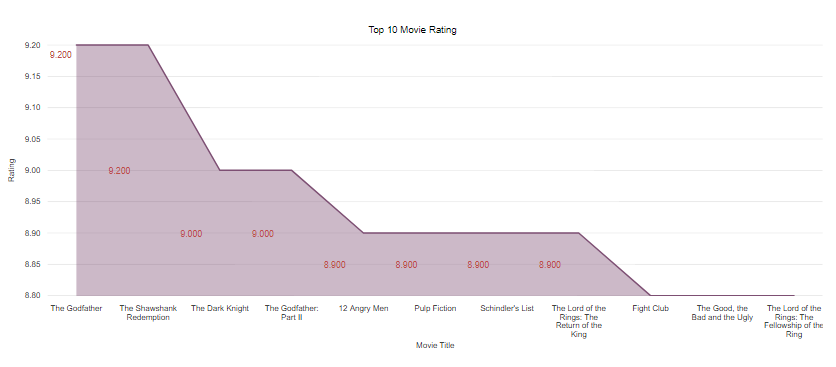 Top 10 Movie Rating
9.20
9.15
9.10
9.05
9.00
8.95
8.90
8.85
8.80
Rating
9.200
9.200
9.000
9.000
8.900
8.900
8.900
8.900
The Godfather
The Shawshank
Redemption
The Dark Knight
The Godfather:
Part II
12 Angry Men
Pulp Fiction
Schindler's List
The Lord of the
Rings: The
Return of the
King
Fight Club
The Good, the
Bad and the Ugly
The Lord of the
Rings: The
Fellowship of the
Ring
Movie Title